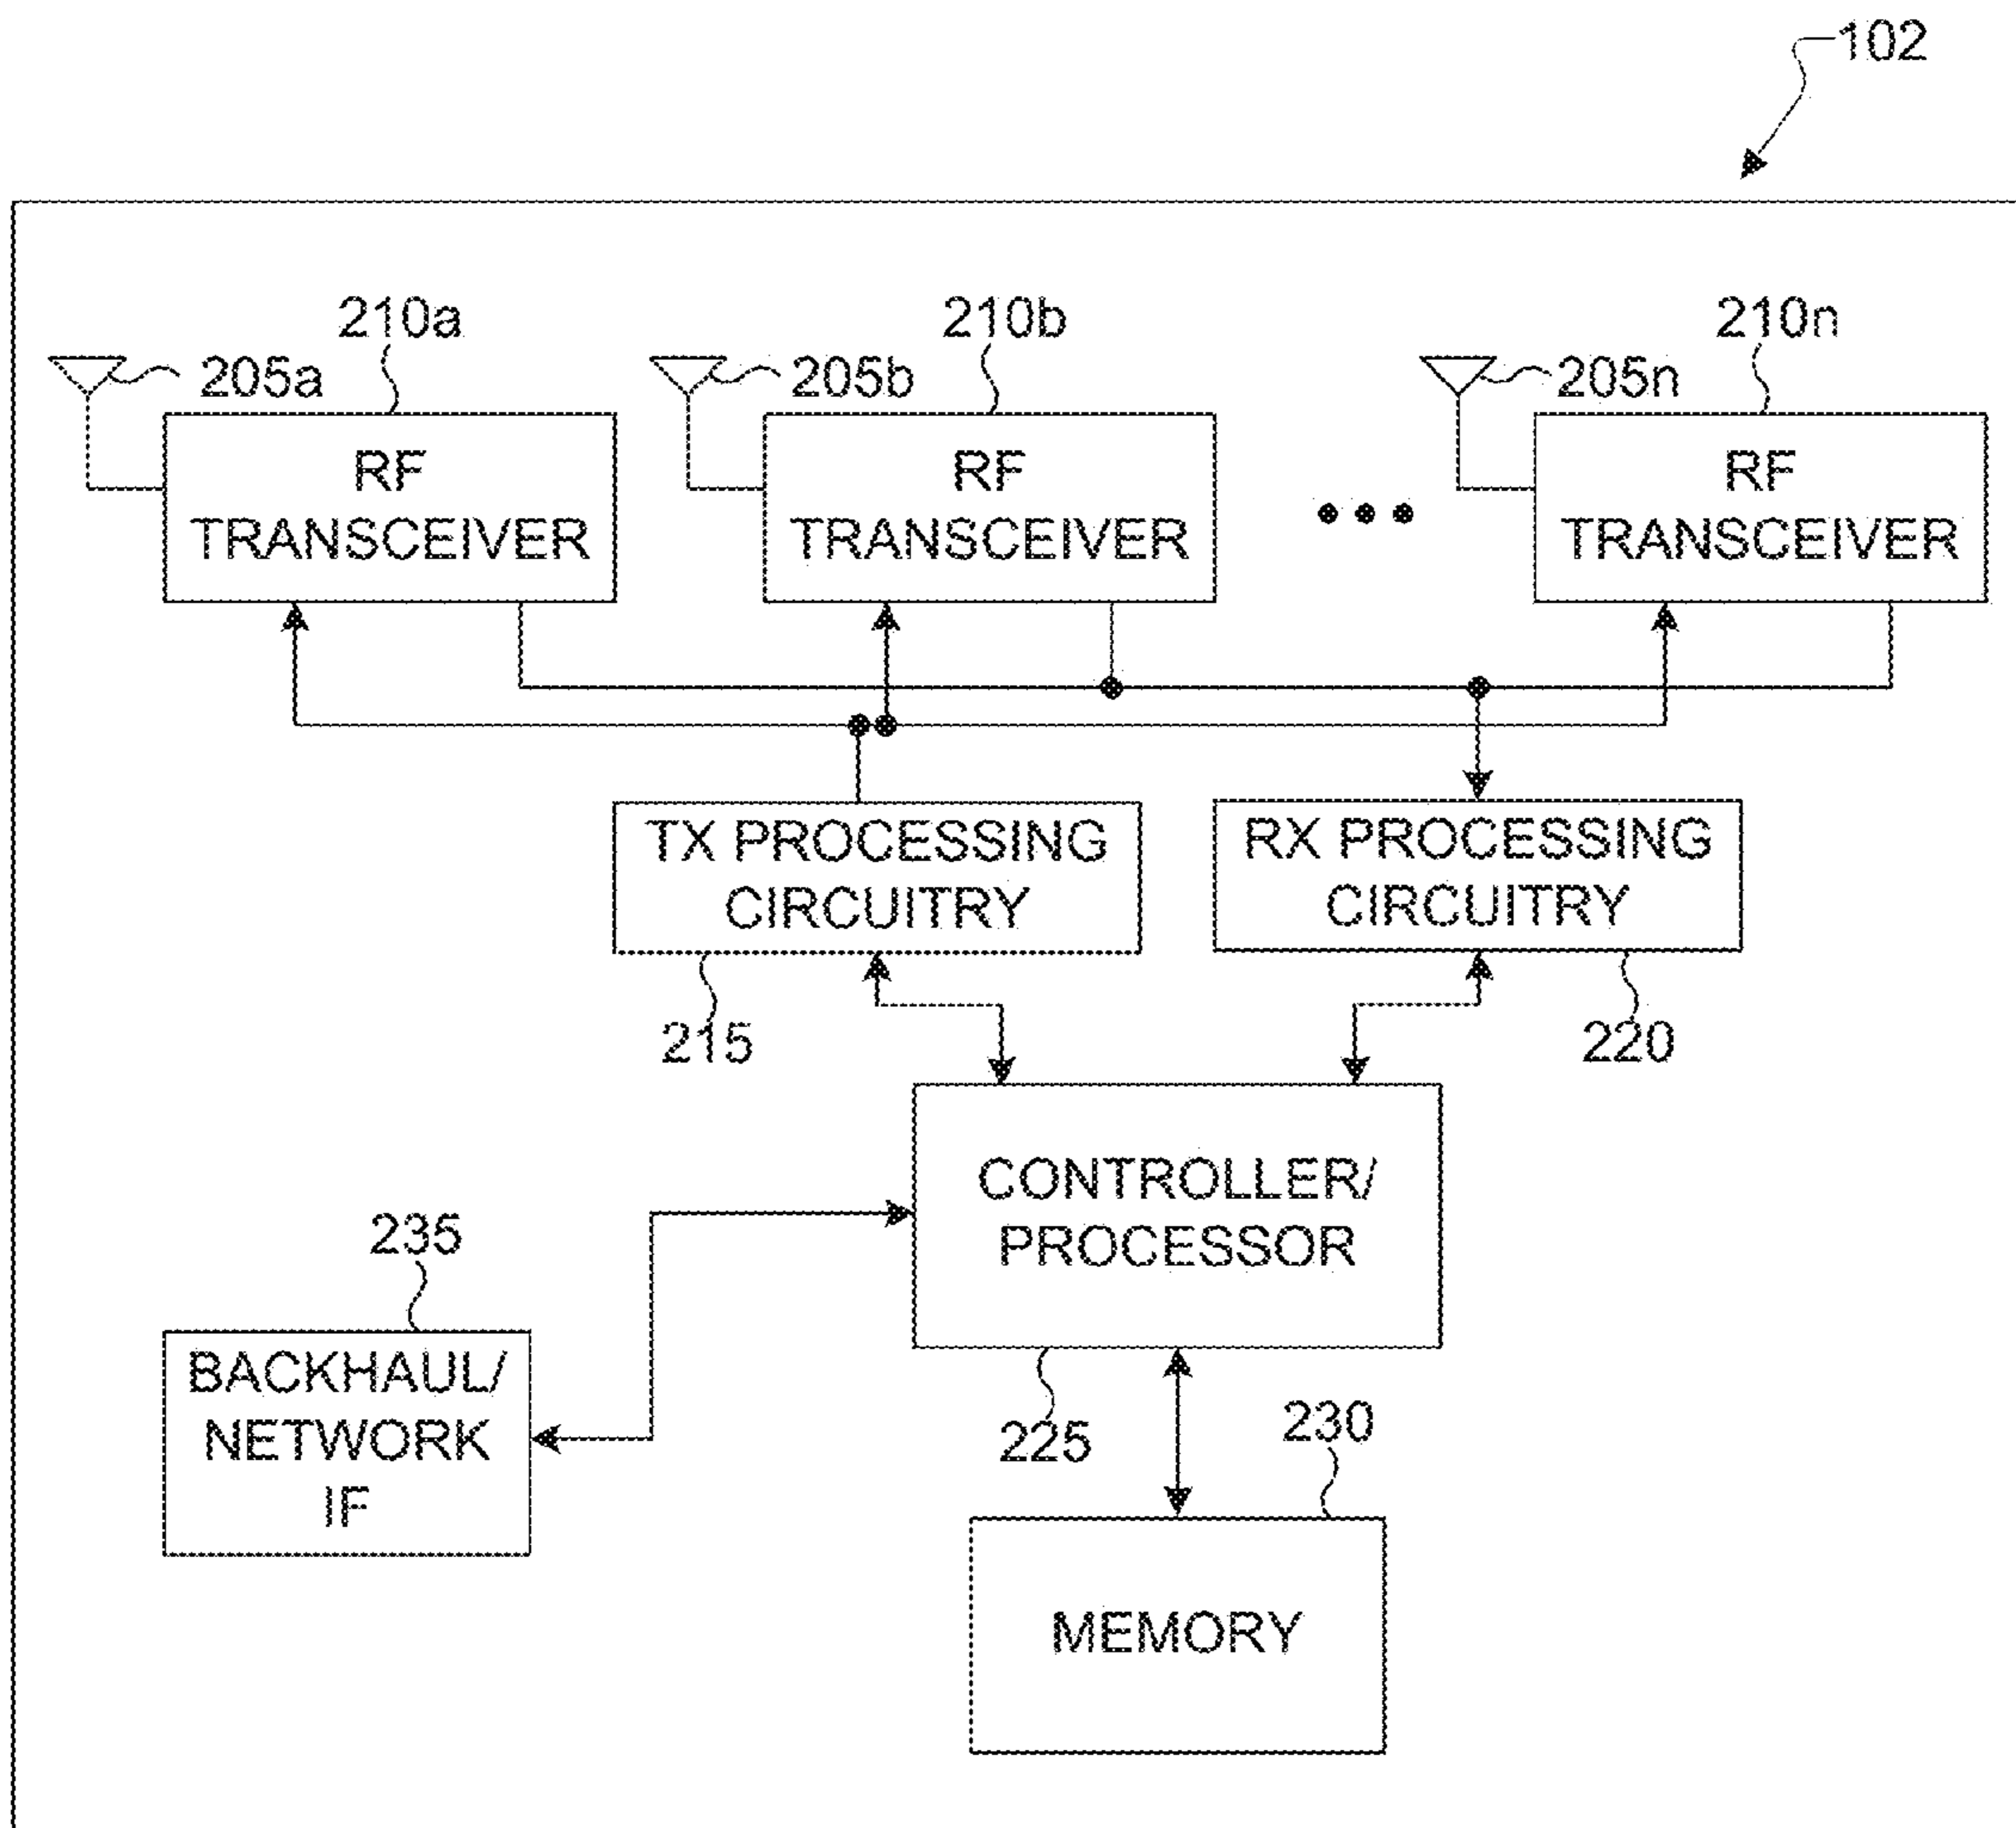 102
210a
210b
210n
205a
205b
205n
RF
TRANSCEIVER
RF
TRANSCEIVER
RF
TRANSCEIVER
TX PROCESSING
CIRCUITRY
RX PROCESSING
CIRCUITRY
215
220
CONTROLLER/
PROCESSOR
235
BACKHAUL/
NETWORK
IF
225
230
MEMORY